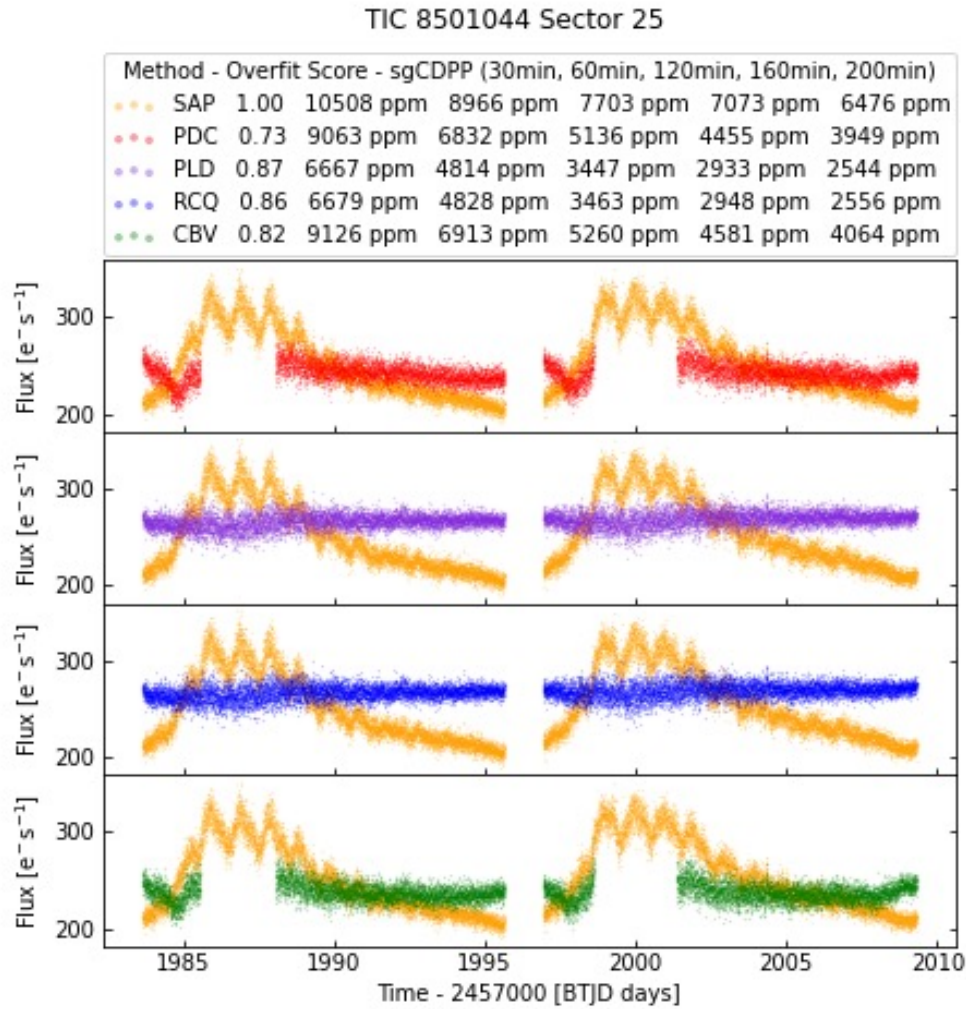 TIC 8501044 Sector 25
Method - Overfit Score - sgCDPP (30min, 60min, 120min, 160min, 200min)
SAP 1.00 10508 ppm 8966 ppm 7703 ppm 7073 ppm 6476 ppm
PDC 0.73 9063 ppm 6832 ppm 5136 ppm 4455 ppm 3949 ppm
PLD 0.87 6667 ppm 4814 ppm 3447 ppm 2933 ppm 2544 ppm
RCQ 0.86 6679 ppm 4828 ppm 3463 ppm 2948 ppm 2556 ppm
CBV 0.82 9126 ppm 6913 ppm 5260 ppm 4581 ppm 4064 ppm
Flux [e⁻s⁻¹]
300
200
Flux [e⁻s⁻¹]
300
200
Flux [e⁻s⁻¹]
300
200
Flux [e⁻s⁻¹]
300
200
1985 1990 1995 2000 2005 2010
Time - 2457000 [BTJD days]